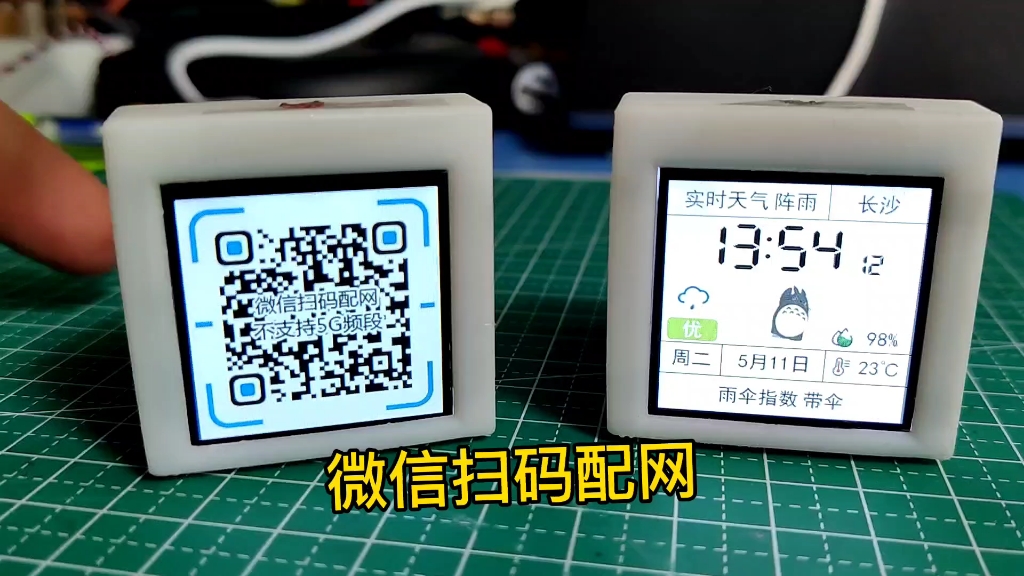 微信扫码配网
不支持5G频段
实时天气 阵雨
长沙
13:54 12
优
98%
周二
5月11日
23℃
雨伞指数 带伞
微信扫码配网